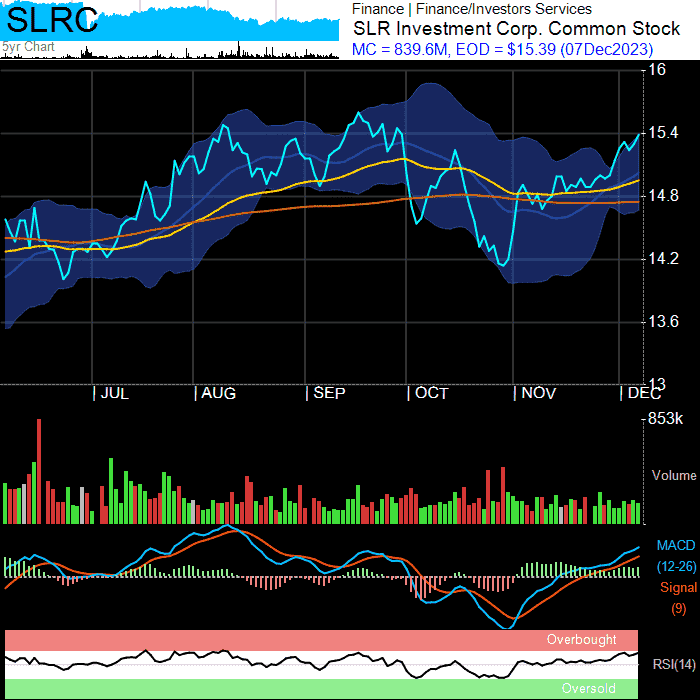 SLRC
5yr Chart
Finance | Finance/Investors Services
SLR Investment Corp. Common Stock
MC = 839.6M, EOD = $15.39 (07Dec2023)
16
15.4
14.8
14.2
13.6
13
JUL AUG SEP OCT NOV DEC
853k
Volume
MACD
(12-26)
Signal
(9)
Overbought
RSI(14)
Oversold